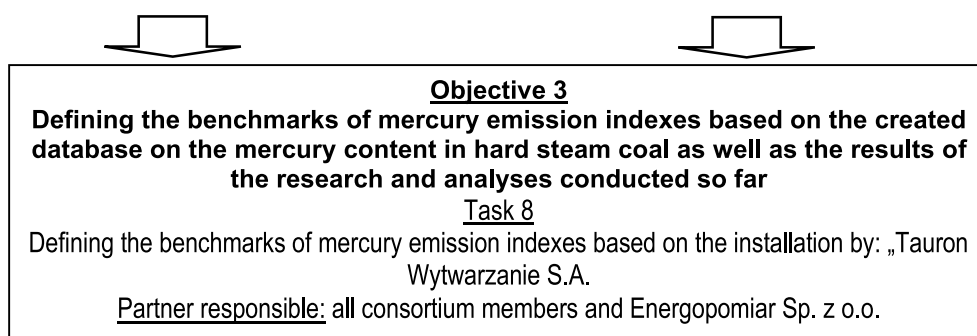 Objective 3
Defining the benchmarks of mercury emission indexes based on the created
database on the mercury content in hard steam coal as well as the results of
the research and analyses conducted so far
Task 8
Defining the benchmarks of mercury emission indexes based on the installation by: „Tauron
Wytwarzanie S.A.
Partner responsible: all consortium members and Energopomiar Sp. z o.o.